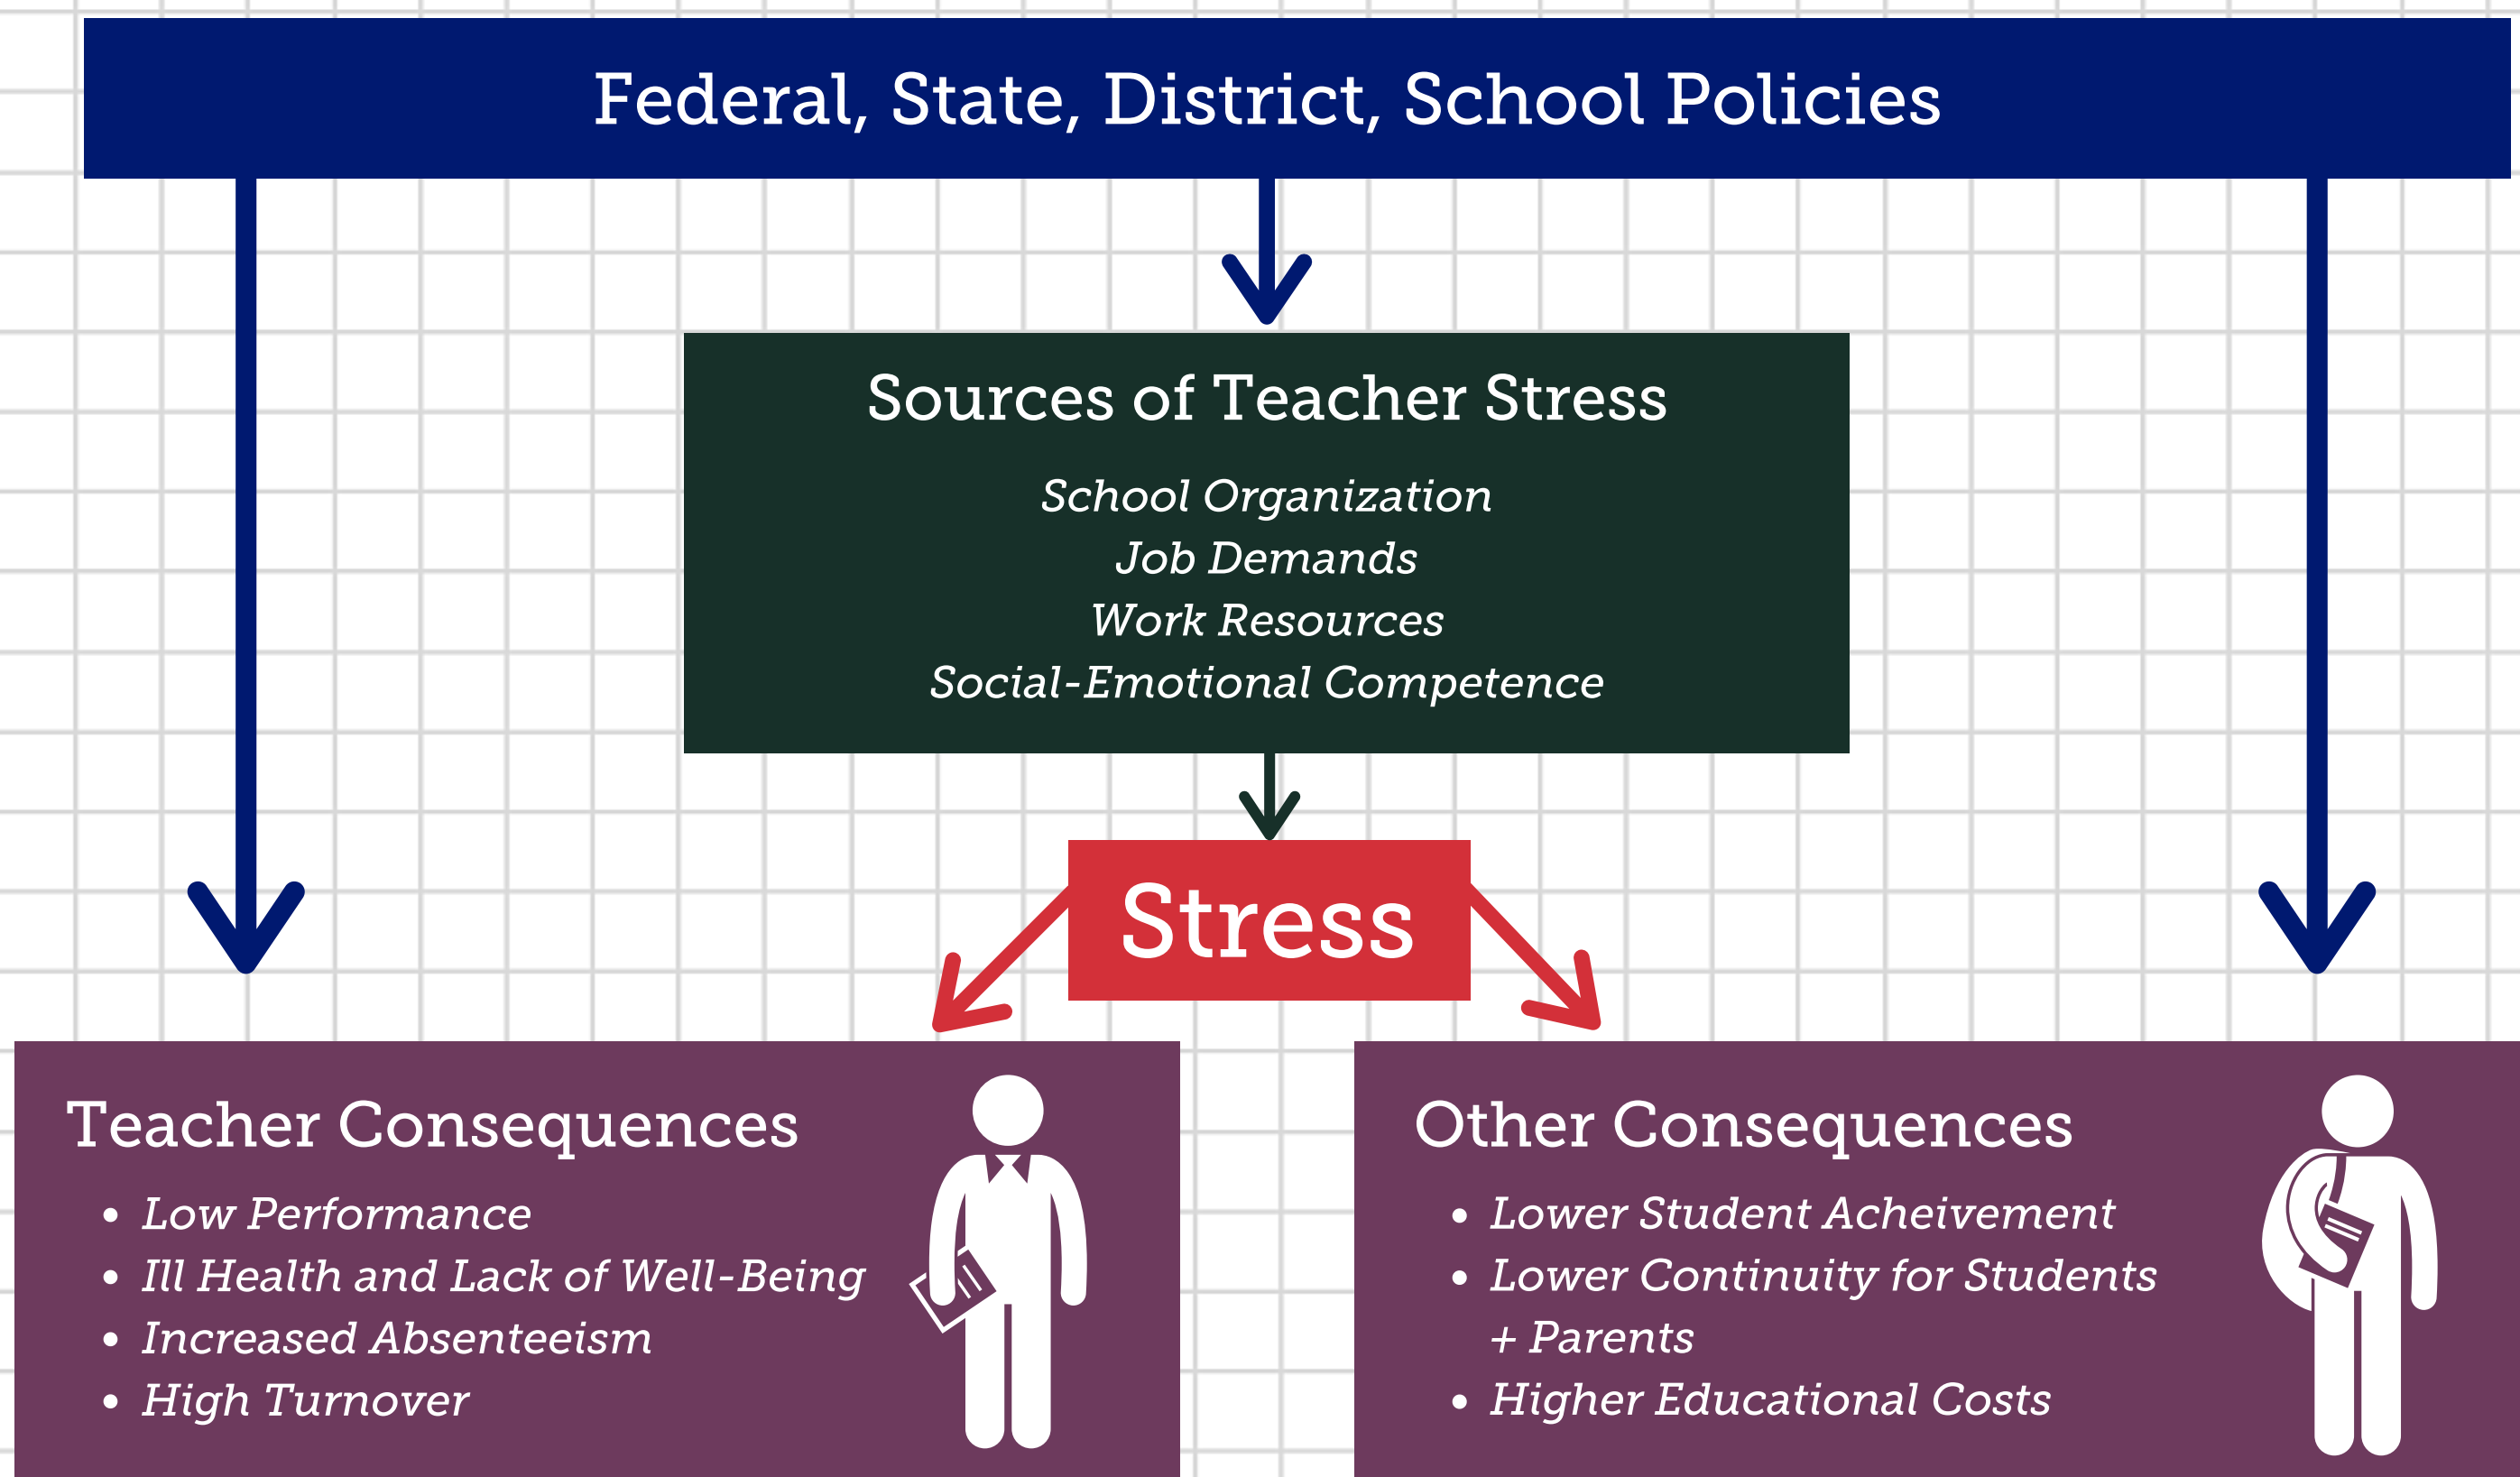 Federal, State, District, School Policies
Sources of Teacher Stress
School Organization
Job Demands
Work Resources
Social-Emotional Competence
Stress
Teacher Consequences
• Low Performance
• Ill Health and Lack of Well-Being
• Increased Absenteeism
• High Turnover
Other Consequences
• Lower Student Acheivement
• Lower Continuity for Students
+ Parents
• Higher Educational Costs